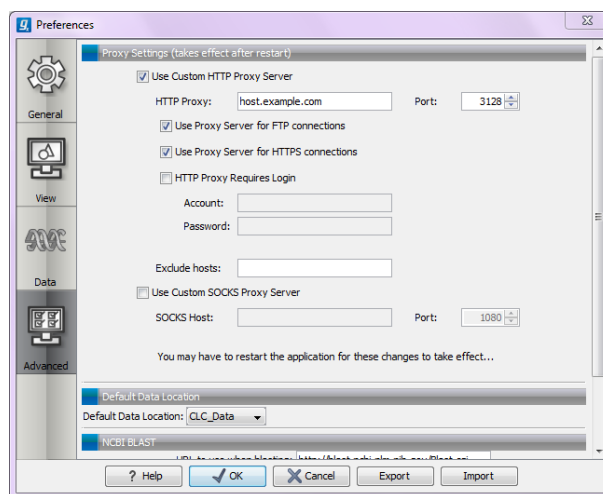 Preferences
General
View
Data
Advanced
Proxy Settings (takes effect after restart)
Use Custom HTTP Proxy Server
HTTP Proxy: host.example.com Port: 3128
Use Proxy Server for FTP connections
Use Proxy Server for HTTPS connections
HTTP Proxy Requires Login
Account:
Password:
Exclude hosts:
Use Custom SOCKS Proxy Server
SOCKS Host: Port: 1080
You may have to restart the application for these changes to take effect...
Default Data Location
Default Data Location: CLC_Data
NCBI BLAST
? Help OK Cancel Export Import